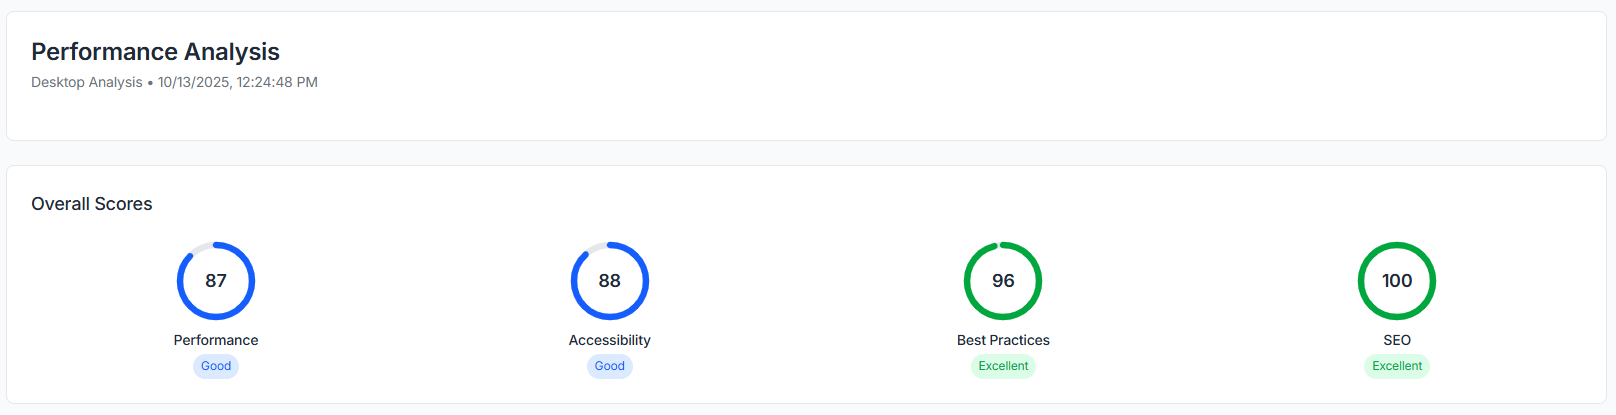 Performance Analysis
Desktop Analysis • 10/13/2025, 12:24:48 PM
Overall Scores
87
88
96
100
Performance
Accessibility
Best Practices
SEO
Good
Good
Excellent
Excellent